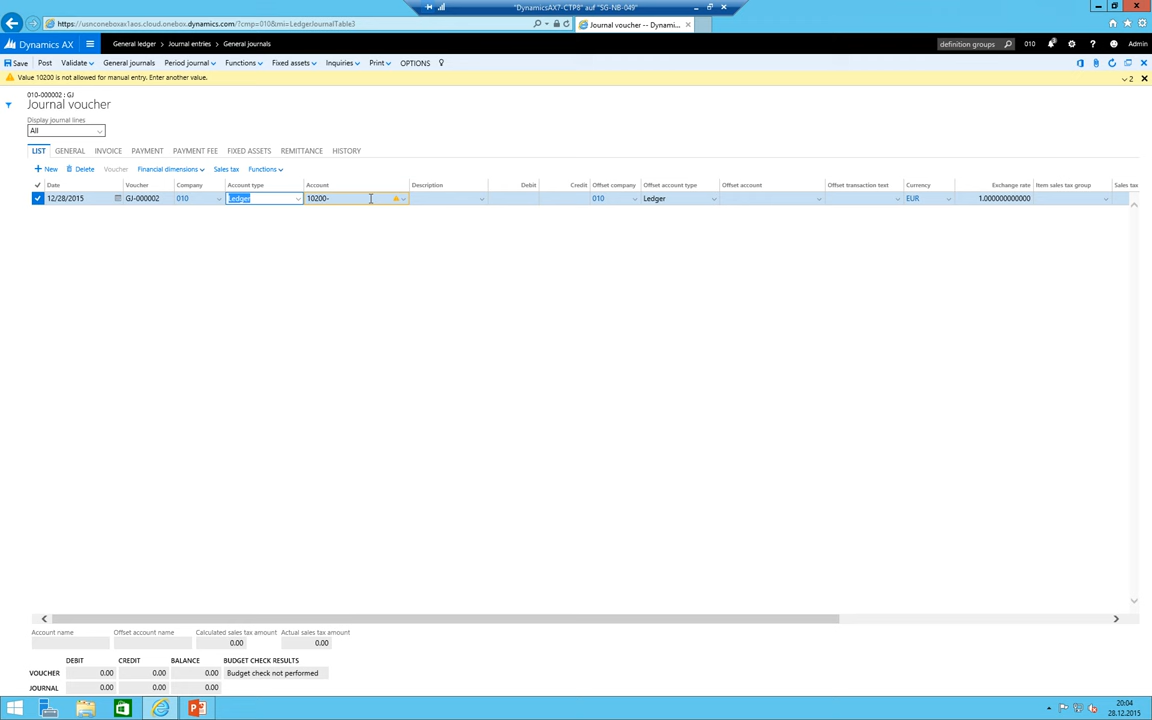 "DynamicsAX7-CTP8" auf "SG-NB-049"
https://usnconeboxax1aos.cloud.onebox.dynamics.com/?cmp=010&mi=LedgerJournalTable3
Journal voucher -- Dynami...
Dynamics AX General ledger Journal entries General journals definition groups 010 Admin
Save Post Validate General journals Period journal Functions Fixed assets Inquiries Print OPTIONS
Value 10200 is not allowed for manual entry. Enter another value. 2
010-000002 : GJ
Journal voucher
Display journal lines
All
LIST GENERAL INVOICE PAYMENT PAYMENT FEE FIXED ASSETS REMITTANCE HISTORY
New Delete Voucher Financial dimensions Sales tax Functions
Date Voucher Company Account type Account Description Debit Credit Offset company Offset account type Offset account Offset transaction text Currency Exchange rate Item sales tax group Sales tax
12/28/2015 GJ-000002 010 Ledger 10200- 010 Ledger EUR 1.000000000000
Account name Offset account name Calculated sales tax amount Actual sales tax amount
0.00 0.00
DEBIT CREDIT BALANCE BUDGET CHECK RESULTS
VOUCHER 0.00 0.00 0.00 Budget check not performed
JOURNAL 0.00 0.00 0.00
20:04
28.12.2015